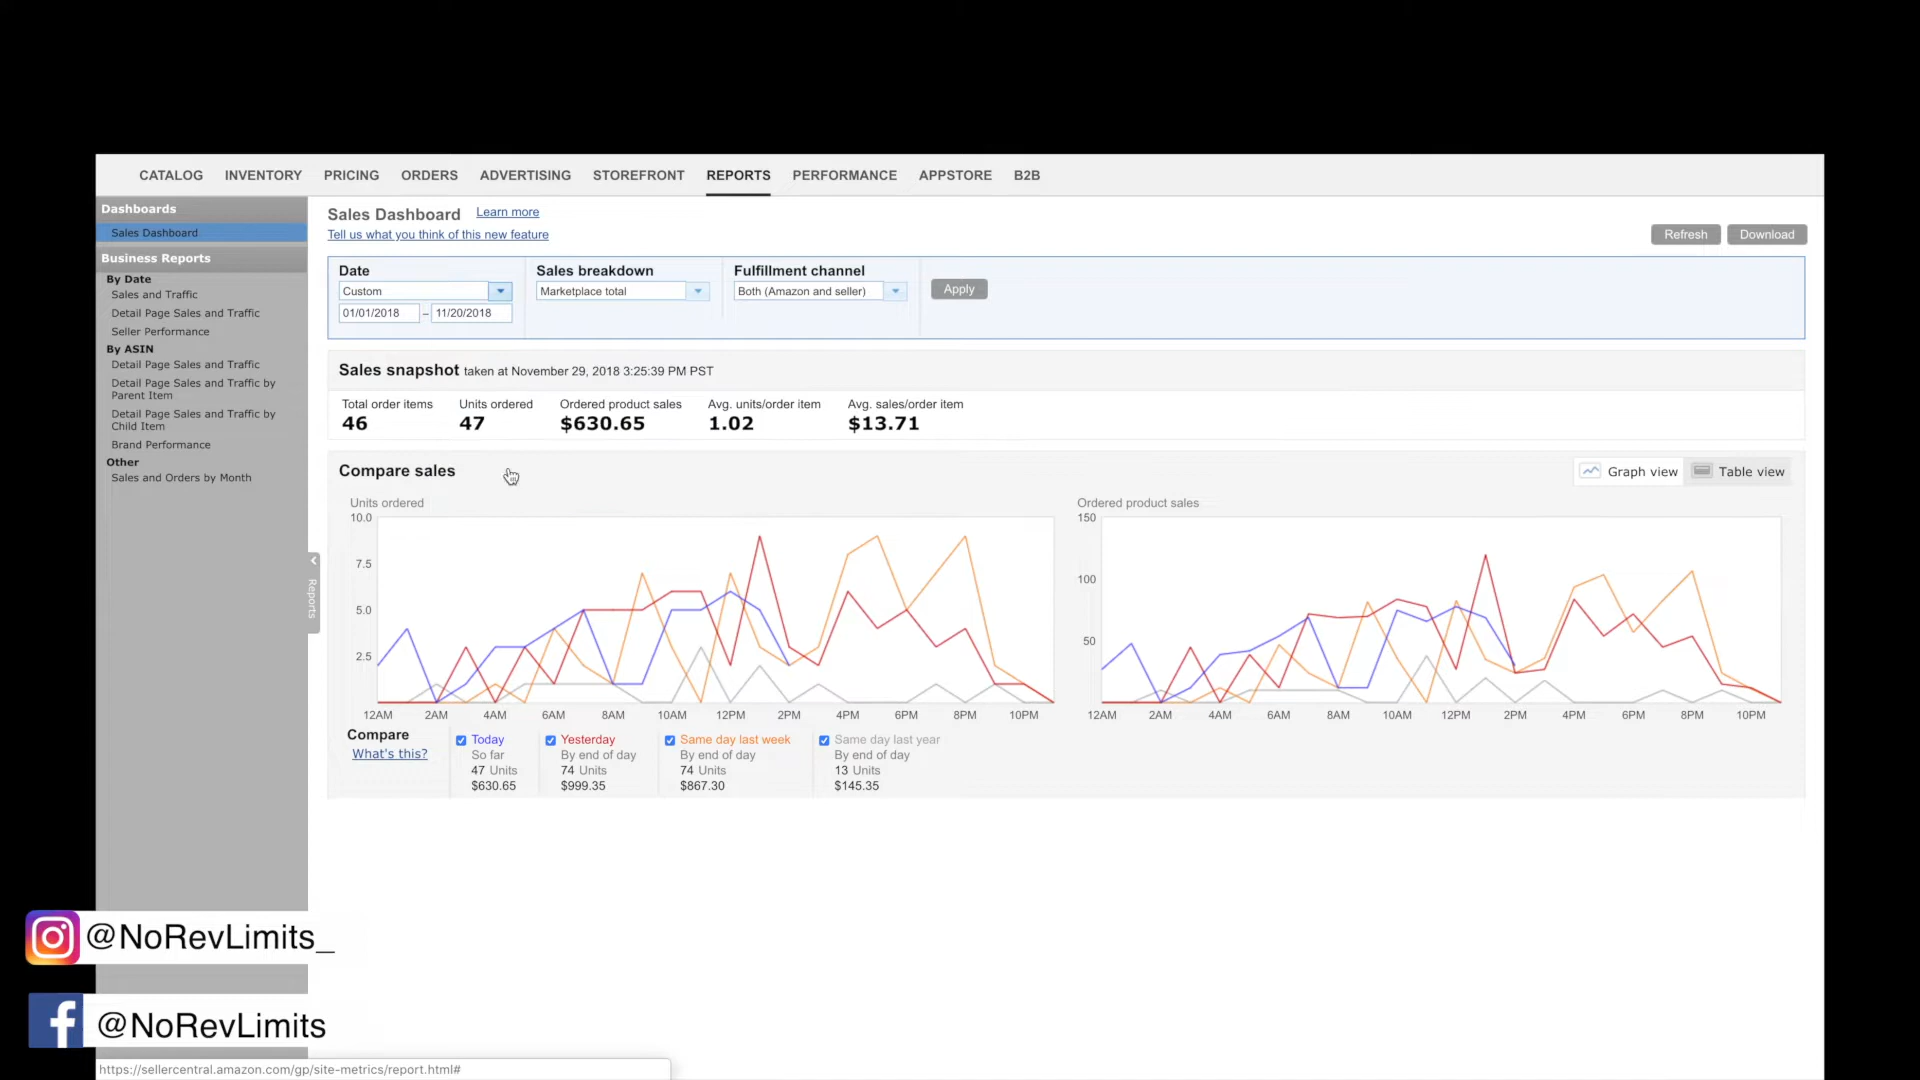 CATALOG INVENTORY PRICING ORDERS ADVERTISING STOREFRONT REPORTS PERFORMANCE APPSTORE B2B
Dashboards
Sales Dashboard
Business Reports
By Date
Sales and Traffic
Detail Page Sales and Traffic
Seller Performance
By ASIN
Detail Page Sales and Traffic
Detail Page Sales and Traffic by
Parent Item
Detail Page Sales and Traffic by
Child Item
Brand Performance
Other
Sales and Orders by Month
Reports
Sales Dashboard Learn more
Tell us what you think of this new feature
Refresh Download
Date Sales breakdown Fulfillment channel
Custom Marketplace total Both (Amazon and seller) Apply
01/01/2018 – 11/20/2018
Sales snapshot taken at November 29, 2018 3:25:39 PM PST
Total order items Units ordered Ordered product sales Avg. units/order item Avg. sales/order item
46 47 $630.65 1.02 $13.71
Compare sales
Graph view Table view
Units ordered
10.0
7.5
5.0
2.5
12AM 2AM 4AM 6AM 8AM 10AM 12PM 2PM 4PM 6PM 8PM 10PM
Ordered product sales
150
100
50
12AM 2AM 4AM 6AM 8AM 10AM 12PM 2PM 4PM 6PM 8PM 10PM
Compare
What's this?
Today
So far
47 Units
$630.65
Yesterday
By end of day
74 Units
$999.35
Same day last week
By end of day
74 Units
$867.30
Same day last year
By end of day
13 Units
$145.35
@NoRevLimits_
@NoRevLimits
https://sellercentral.amazon.com/gp/site-metrics/report.html#